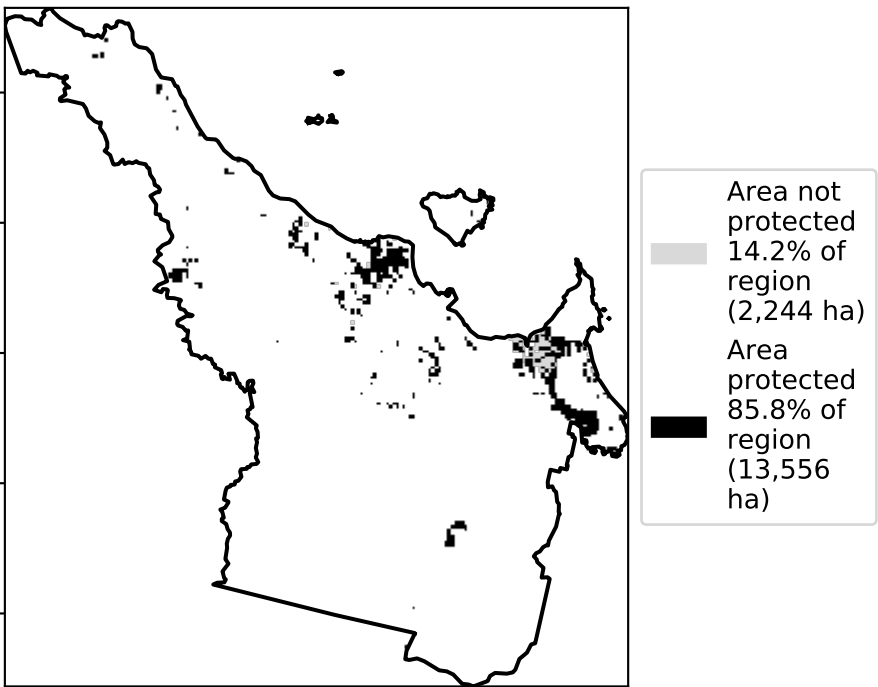 Area not
protected
14.2% of
region
(2,244 ha)
Area
protected
85.8% of
region
(13,556
ha)